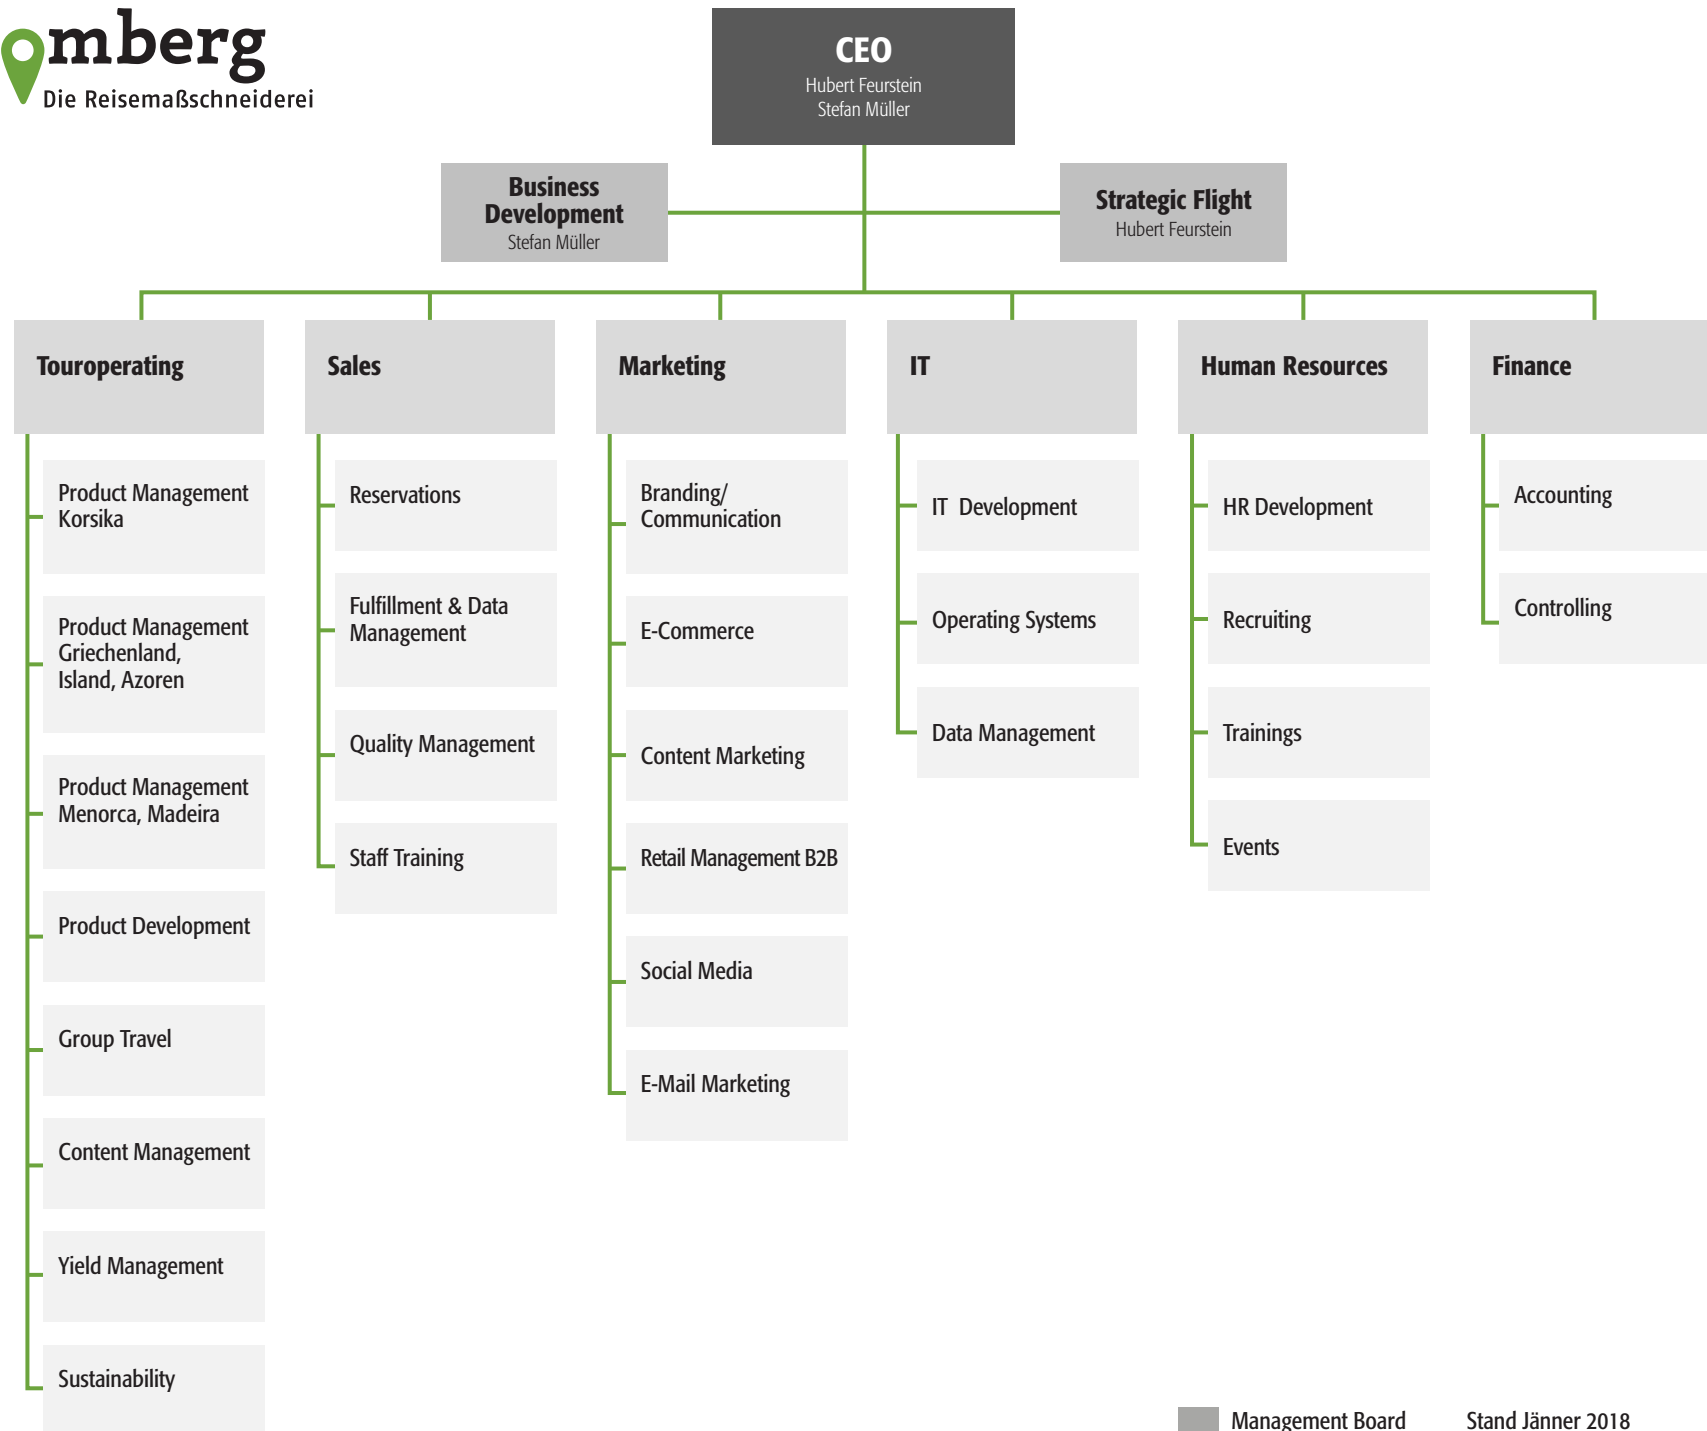 omberg
Die Reisemaßschneiderei
CEO
Hubert Feurstein
Stefan Müller
Business
Development
Stefan Müller
Strategic Flight
Hubert Feurstein
Touroperating
Product Management
Korsika
Product Management
Griechenland,
Island, Azoren
Product Management
Menorca, Madeira
Product Development
Group Travel
Content Management
Yield Management
Sustainability
Sales
Reservations
Fulfillment & Data
Management
Quality Management
Staff Training
Marketing
Branding/
Communication
E-Commerce
Content Marketing
Retail Management B2B
Social Media
E-Mail Marketing
IT
IT Development
Operating Systems
Data Management
Human Resources
HR Development
Recruiting
Trainings
Events
Finance
Accounting
Controlling
Management Board
Stand Jänner 2018